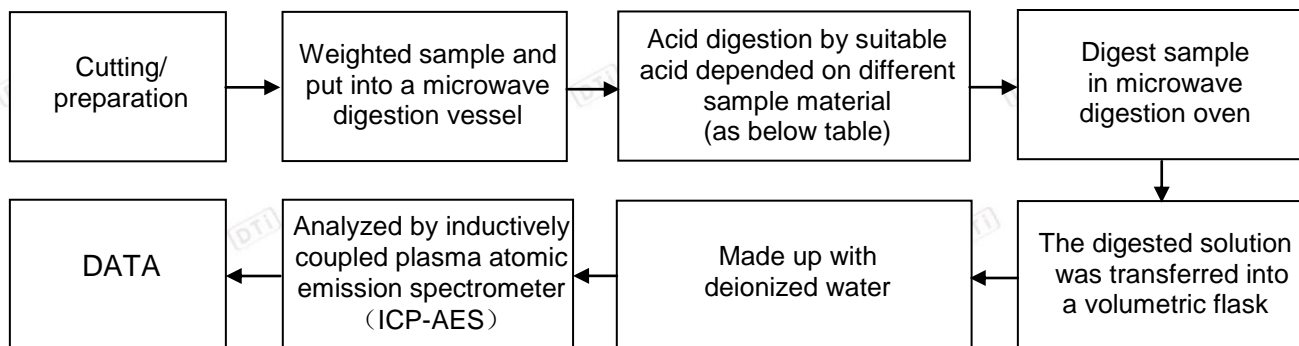 Cutting/
preparation
Weighted sample and
put into a microwave
digestion vessel
Acid digestion by suitable
acid depended on different
sample material
(as below table)
Digest sample
in microwave
digestion oven
The digested solution
was transferred into
a volumetric flask
Made up with
deionized water
Analyzed by inductively
coupled plasma atomic
emission spectrometer
（ICP-AES）
DATA
DTi
DTi